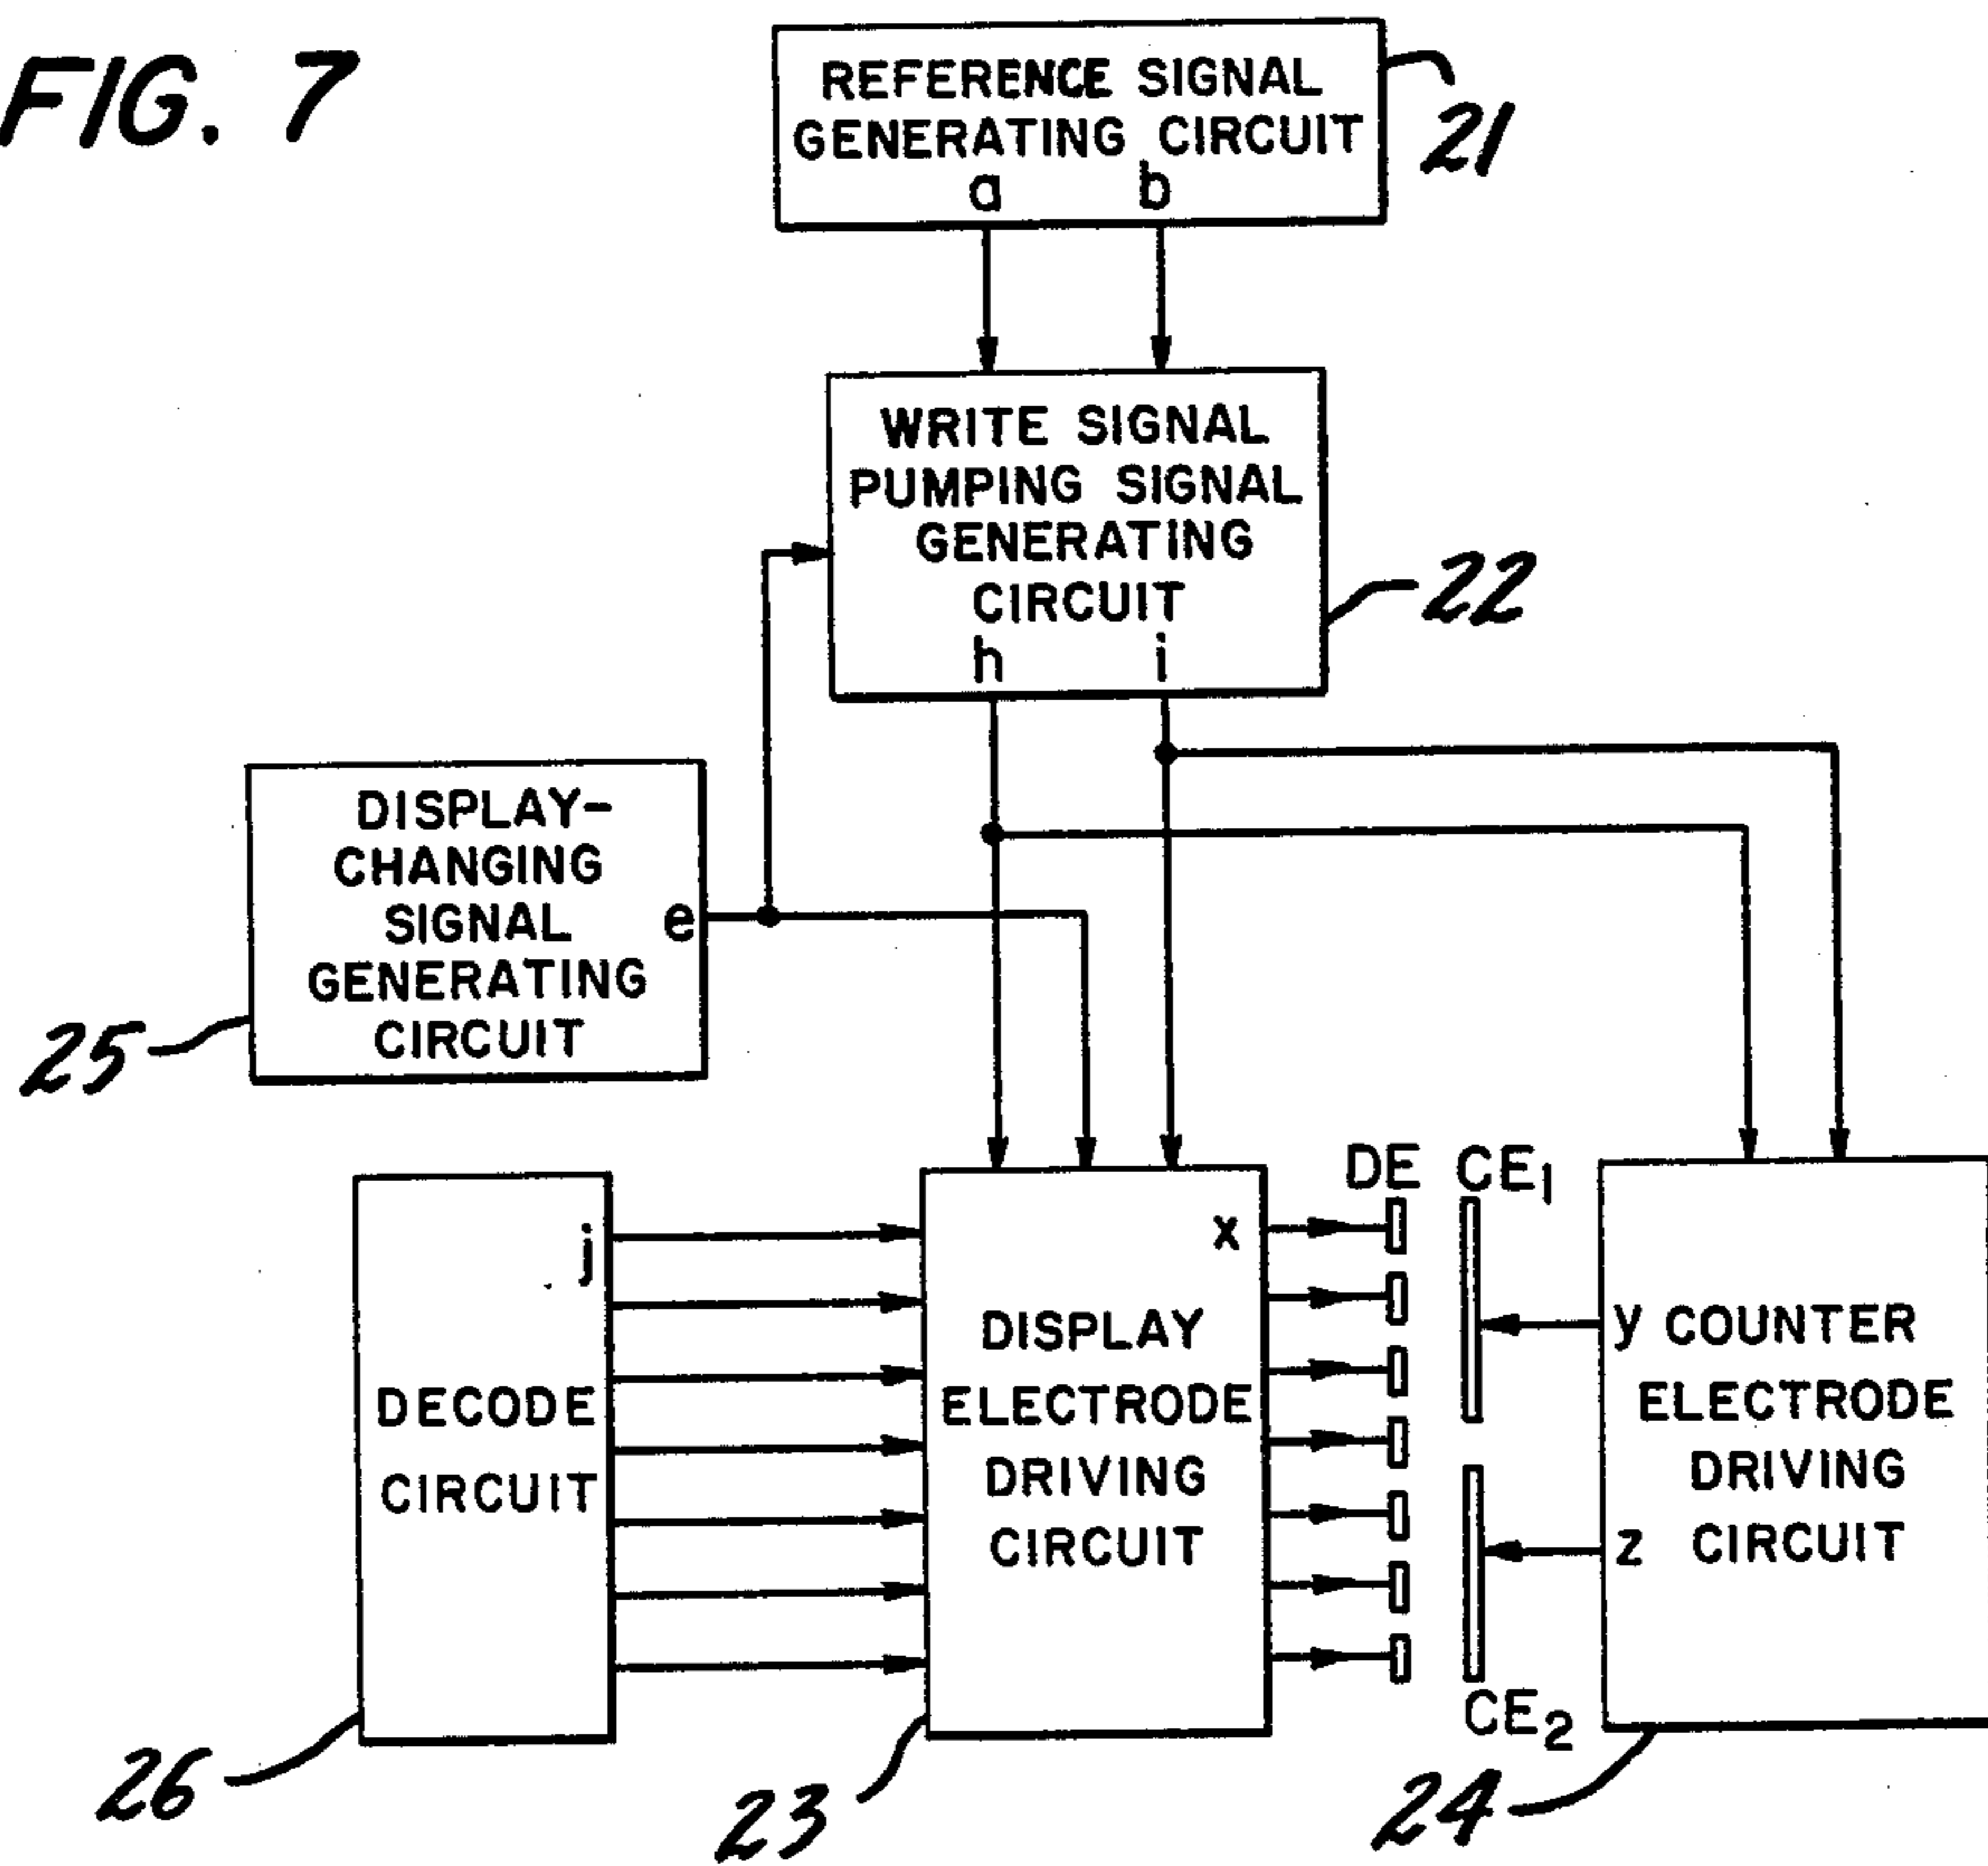 FIG. 7
REFERENCE SIGNAL
GENERATING CIRCUIT
a b
21
WRITE SIGNAL
PUMPING SIGNAL
GENERATING
CIRCUIT
h i
22
DISPLAY-
CHANGING
SIGNAL
GENERATING
CIRCUIT
e
25
DECODE
CIRCUIT
j
26
x
DISPLAY
ELECTRODE
DRIVING
CIRCUIT
23
DE CE1
CE2
y COUNTER
ELECTRODE
DRIVING
z CIRCUIT
24